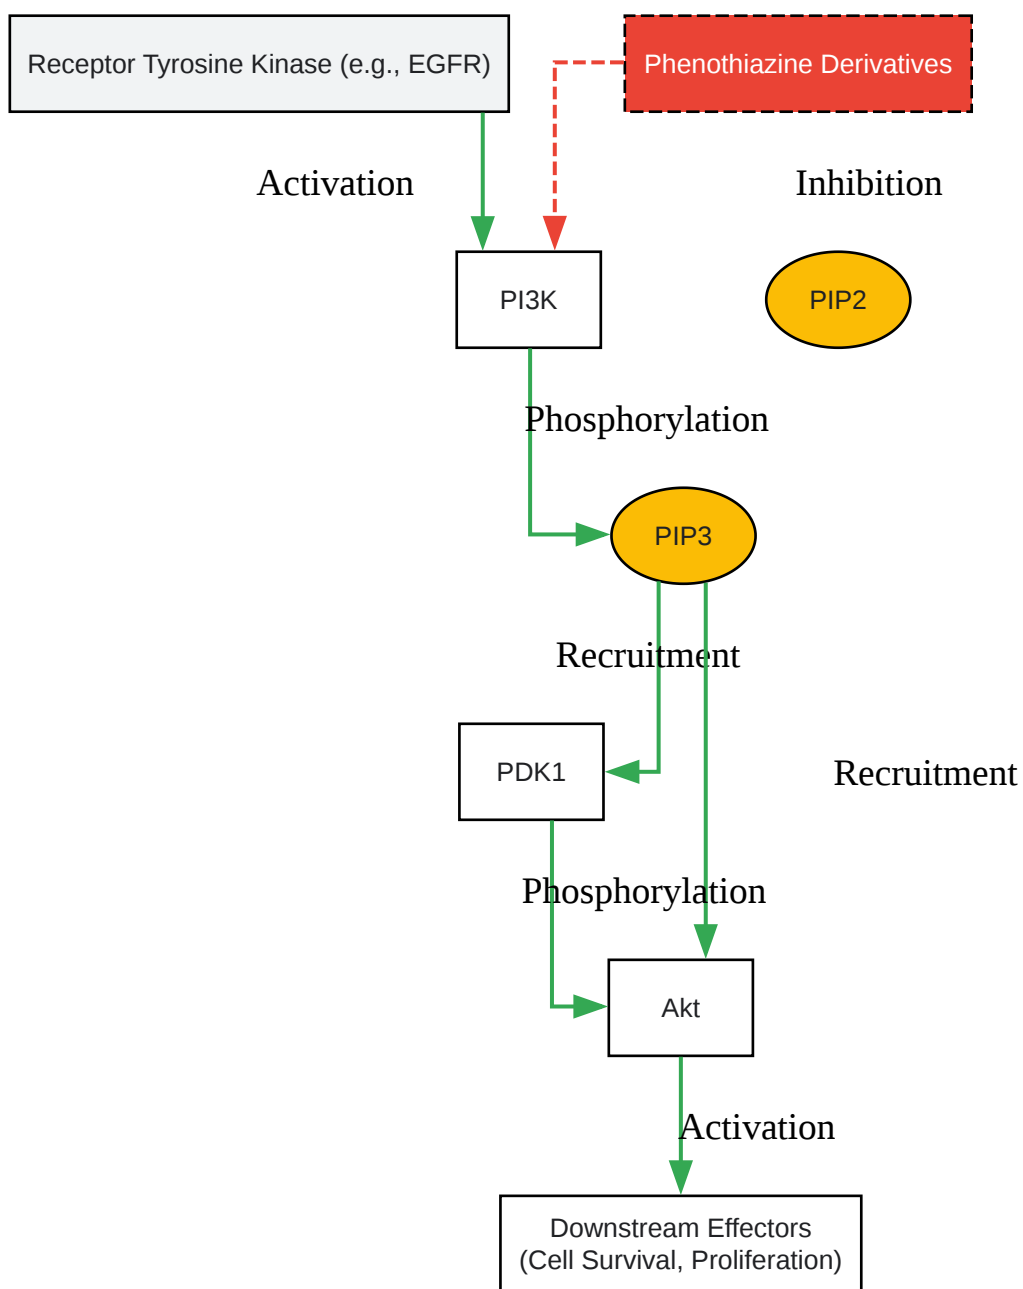 Receptor Tyrosine Kinase (e.g., EGFR)
Phenothiazine Derivatives
Activation
Inhibition
PI3K
PIP2
Phosphorylation
PIP3
Recruitment
PDK1
Recruitment
Phosphorylation
Akt
Activation
Downstream Effectors
(Cell Survival, Proliferation)